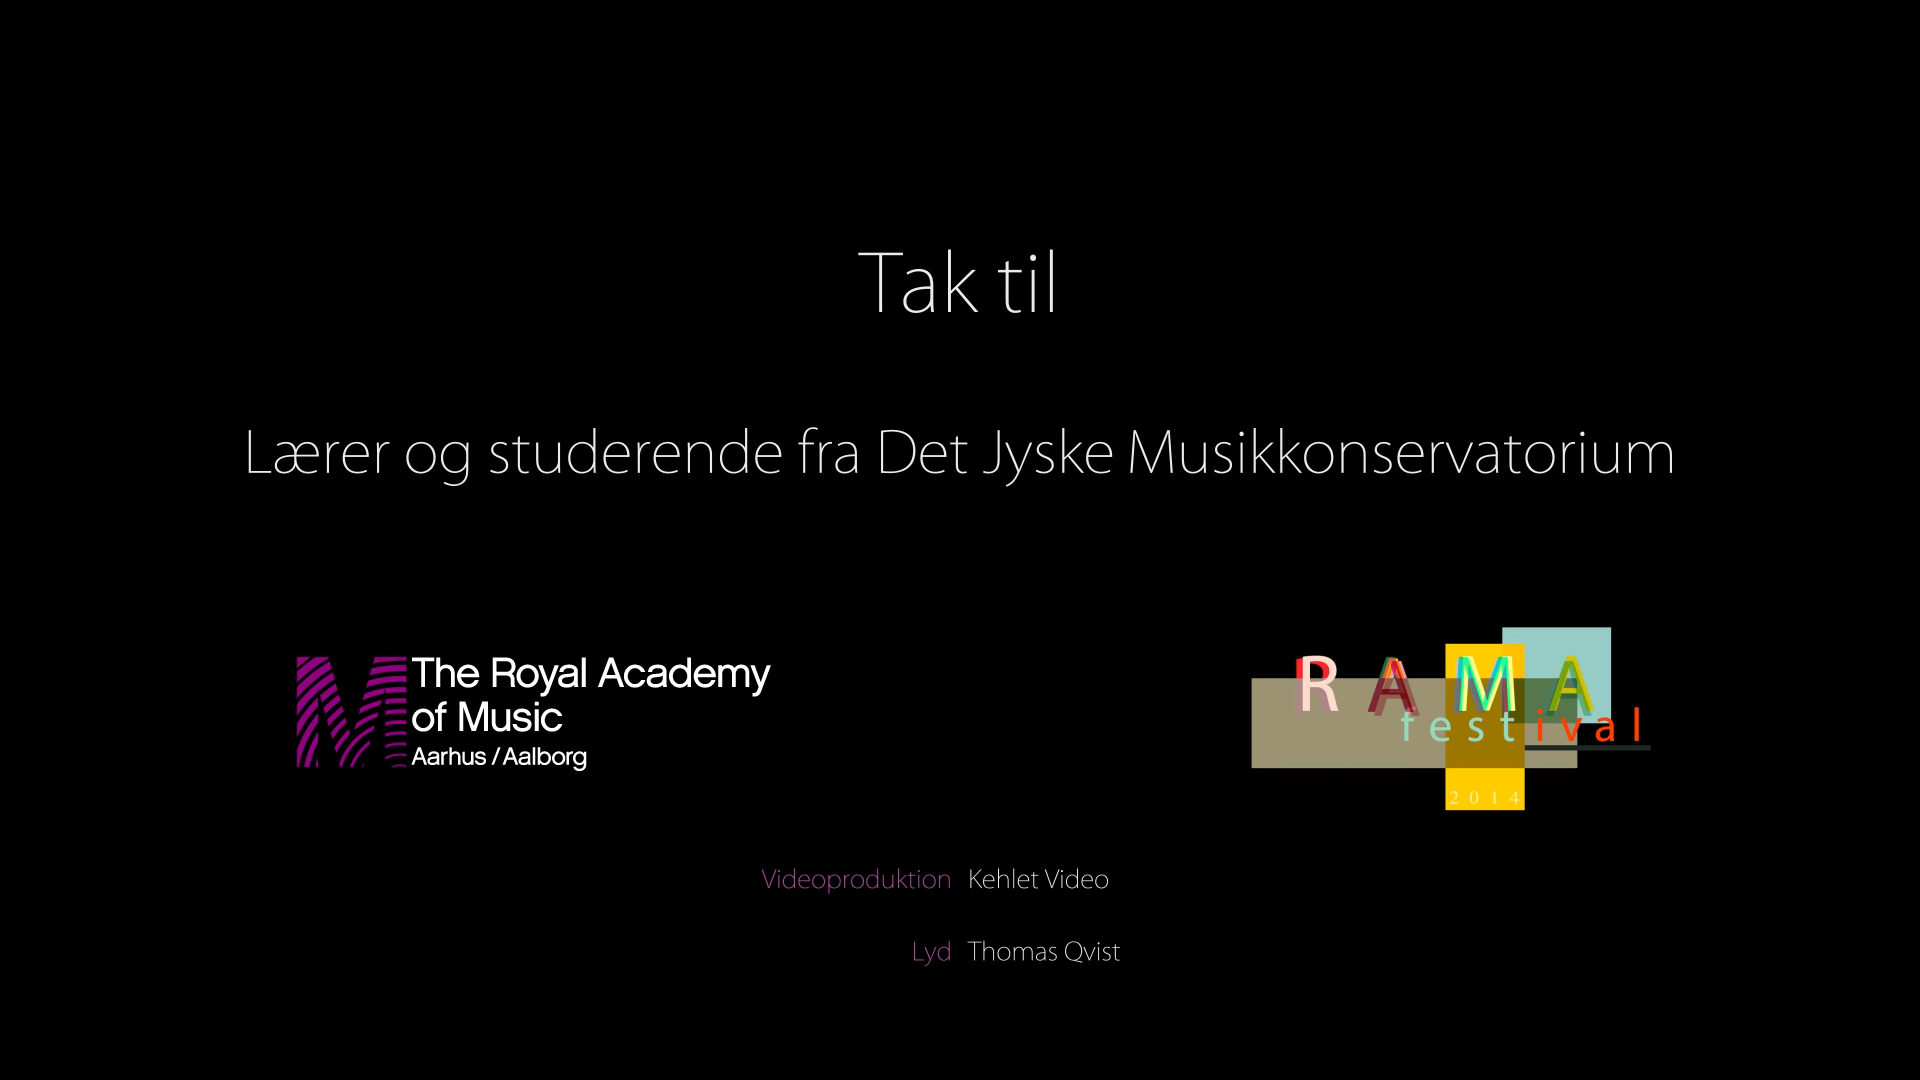 Tak til
Lærer og studerende fra Det Jyske Musikkonservatorium
The Royal Academy
of Music
Aarhus / Aalborg
RAMA
festival
2014
Videoproduktion Kehlet Video
Lyd Thomas Qvist